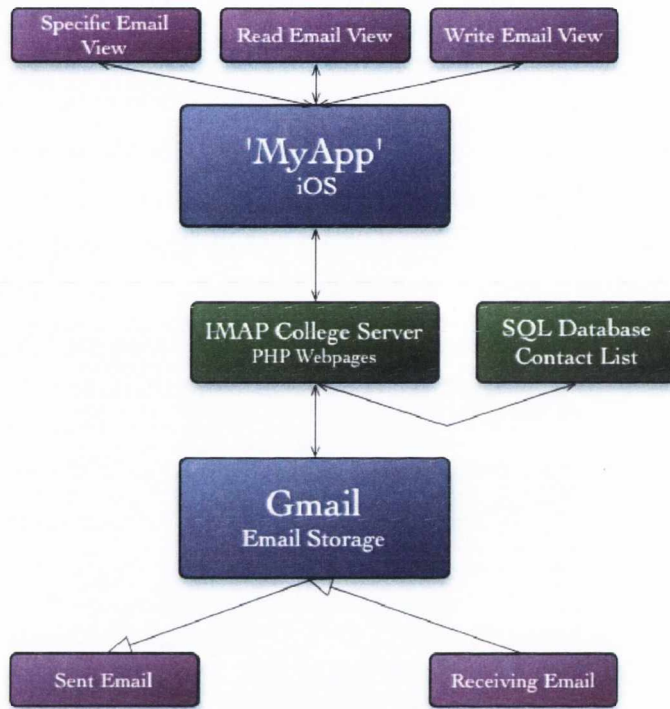 Specific Email
View
Read Email View
Write Email View
'MyApp'
iOS
IMAP College Server
PHP Webpages
SQL Database
Contact List
Gmail
Email Storage
Sent Email
Receiving Email